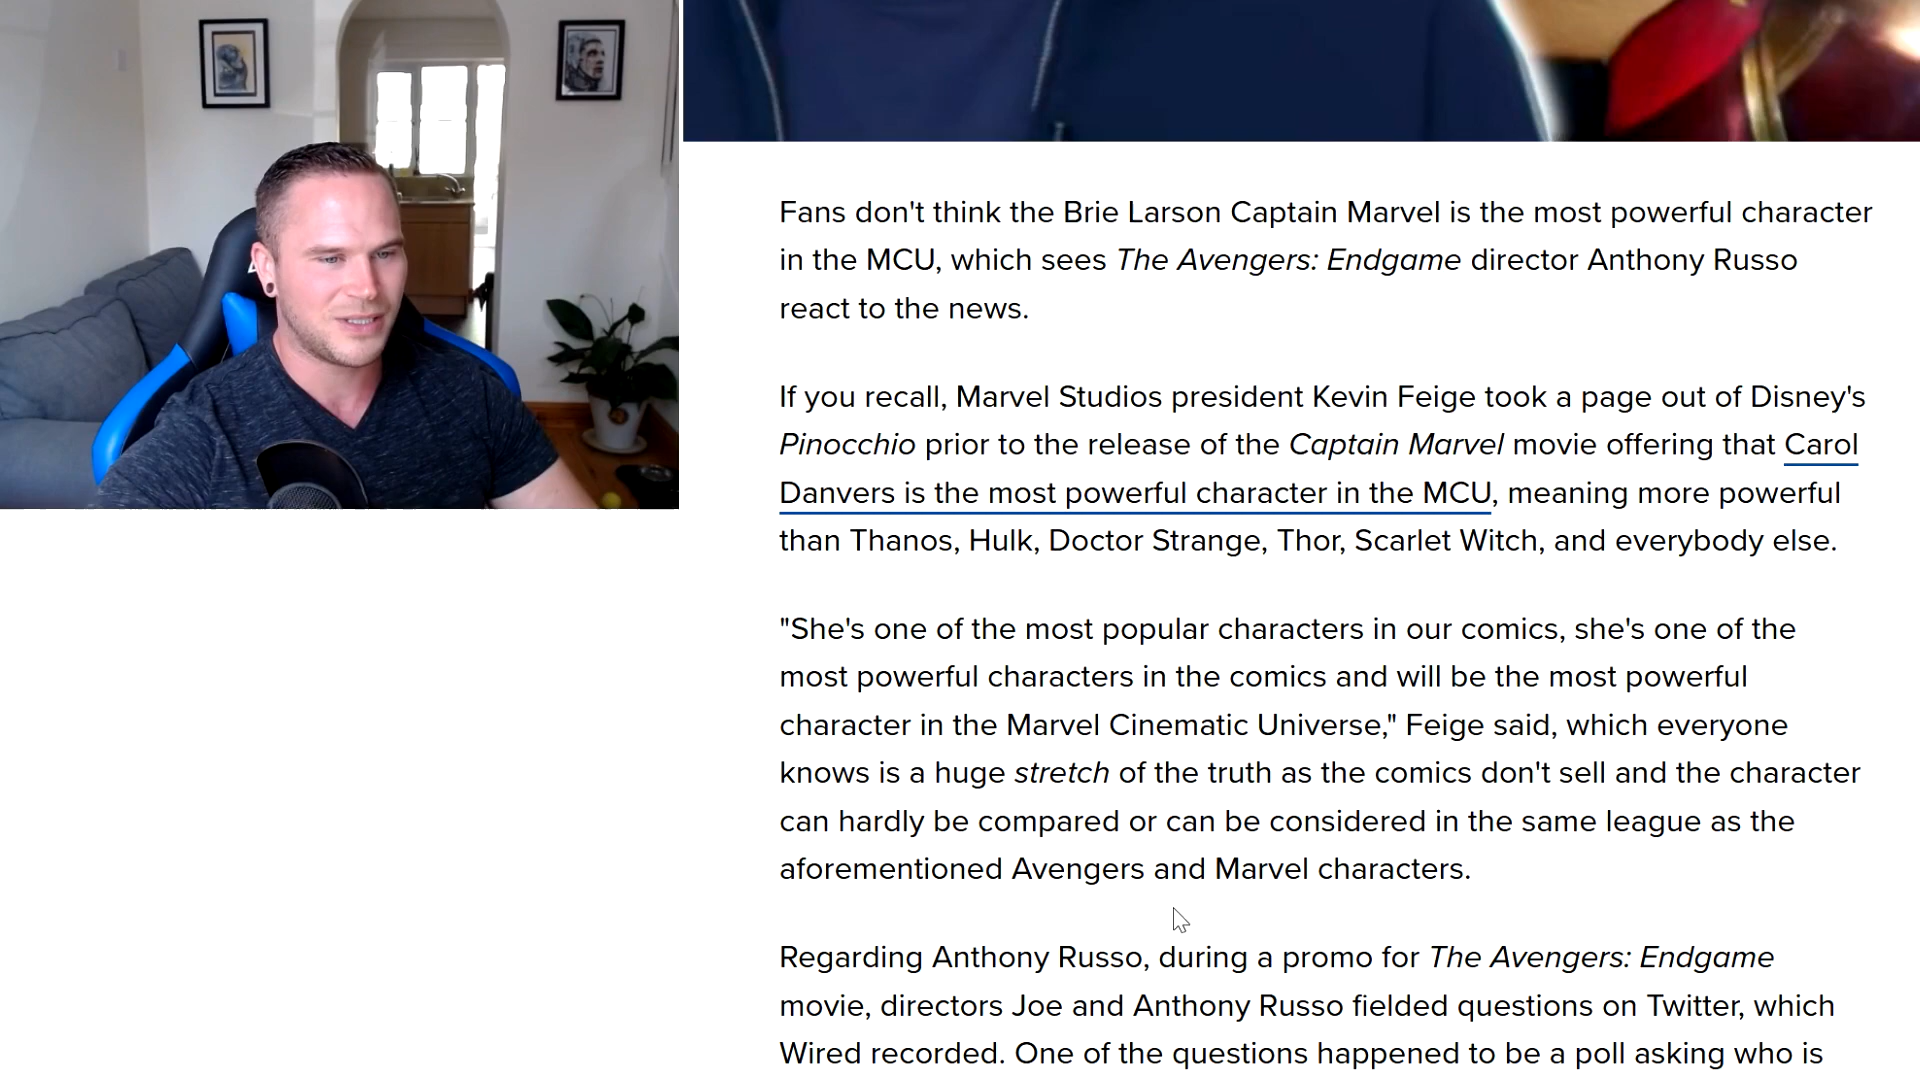 Fans don't think the Brie Larson Captain Marvel is the most powerful character
in the MCU, which sees The Avengers: Endgame director Anthony Russo
react to the news.
If you recall, Marvel Studios president Kevin Feige took a page out of Disney's
Pinocchio prior to the release of the Captain Marvel movie offering that Carol
Danvers is the most powerful character in the MCU, meaning more powerful
than Thanos, Hulk, Doctor Strange, Thor, Scarlet Witch, and everybody else.
"She's one of the most popular characters in our comics, she's one of the
most powerful characters in the comics and will be the most powerful
character in the Marvel Cinematic Universe," Feige said, which everyone
knows is a huge stretch of the truth as the comics don't sell and the character
can hardly be compared or can be considered in the same league as the
aforementioned Avengers and Marvel characters.
Regarding Anthony Russo, during a promo for The Avengers: Endgame
movie, directors Joe and Anthony Russo fielded questions on Twitter, which
Wired recorded. One of the questions happened to be a poll asking who is